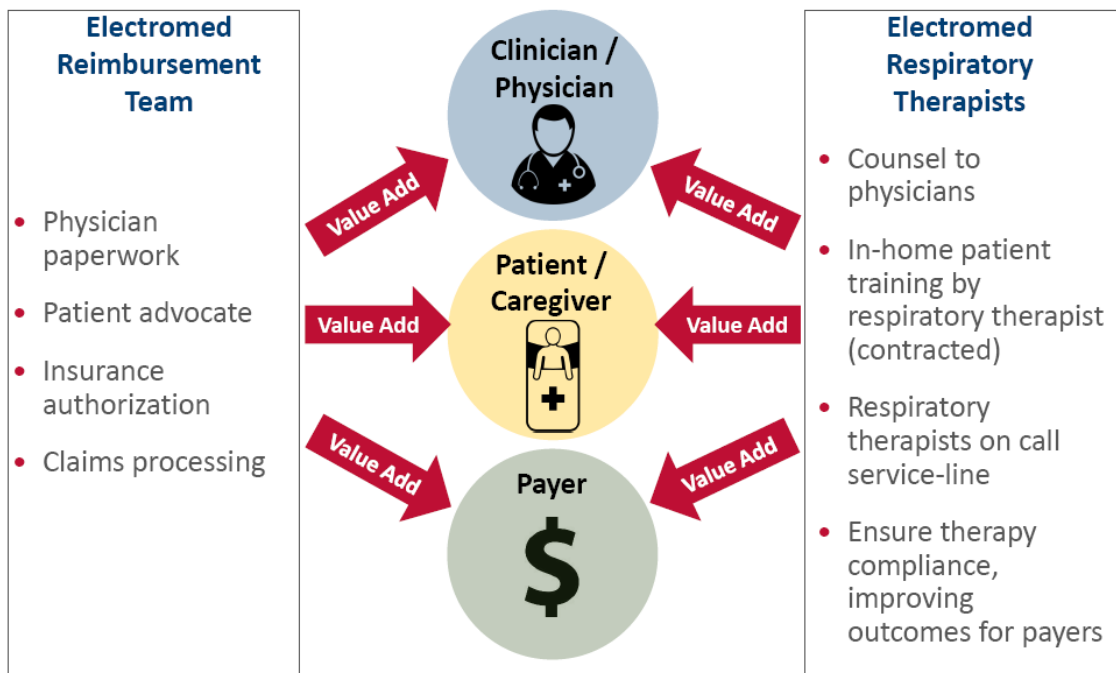 Electromed
Reimbursement
Team
• Physician
paperwork
• Patient advocate
• Insurance
authorization
• Claims processing
Value Add
Value Add
Value Add
Clinician /
Physician
Patient /
Caregiver
Payer
$
Value Add
Value Add
Value Add
Electromed
Respiratory
Therapists
• Counsel to
physicians
• In-home patient
training by
respiratory therapist
(contracted)
• Respiratory
therapists on call
service-line
• Ensure therapy
compliance,
improving
outcomes for payers